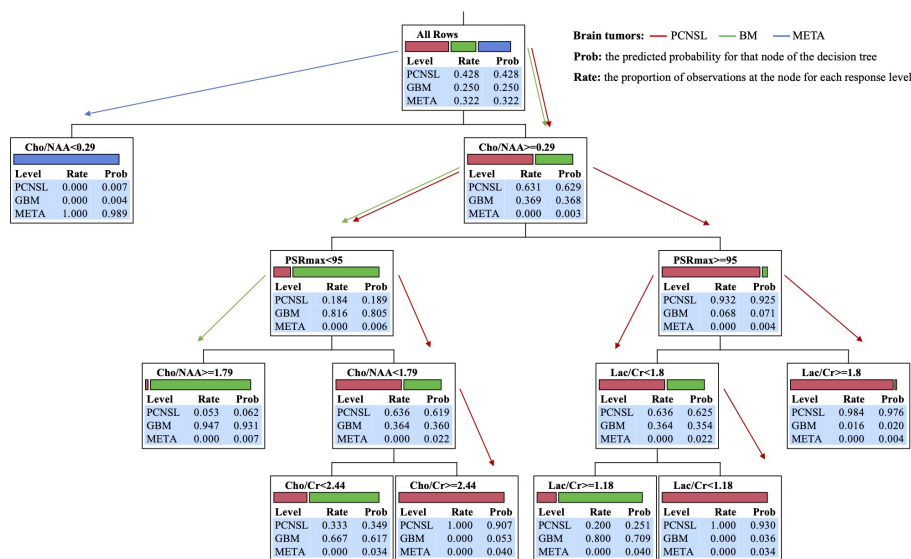 All Rows
Level Rate Prob
PCNSL 0.428 0.428
GBM 0.250 0.250
META 0.322 0.322
Brain tumors: PCNSL BM META
Prob: the predicted probability for that node of the decision tree
Rate: the proportion of observations at the node for each response level
Cho/NAA<0.29
Level Rate Prob
PCNSL 0.000 0.007
GBM 0.000 0.004
META 1.000 0.989
Cho/NAA>=0.29
Level Rate Prob
PCNSL 0.631 0.629
GBM 0.369 0.368
META 0.000 0.003
PSRmax<95
Level Rate Prob
PCNSL 0.184 0.189
GBM 0.816 0.805
META 0.000 0.006
PSRmax>=95
Level Rate Prob
PCNSL 0.932 0.925
GBM 0.068 0.071
META 0.000 0.004
Cho/NAA>=1.79
Level Rate Prob
PCNSL 0.053 0.062
GBM 0.947 0.931
META 0.000 0.007
Cho/NAA<1.79
Level Rate Prob
PCNSL 0.636 0.619
GBM 0.364 0.360
META 0.000 0.022
Lac/Cr<1.8
Level Rate Prob
PCNSL 0.636 0.625
GBM 0.364 0.354
META 0.000 0.022
Lac/Cr>=1.8
Level Rate Prob
PCNSL 0.984 0.976
GBM 0.016 0.020
META 0.000 0.004
Cho/Cr<2.44
Level Rate Prob
PCNSL 0.333 0.349
GBM 0.667 0.617
META 0.000 0.034
Cho/Cr>=2.44
Level Rate Prob
PCNSL 1.000 0.907
GBM 0.000 0.053
META 0.000 0.040
Lac/Cr>=1.18
Level Rate Prob
PCNSL 0.200 0.251
GBM 0.800 0.709
META 0.000 0.040
Lac/Cr<1.18
Level Rate Prob
PCNSL 1.000 0.930
GBM 0.000 0.036
META 0.000 0.034